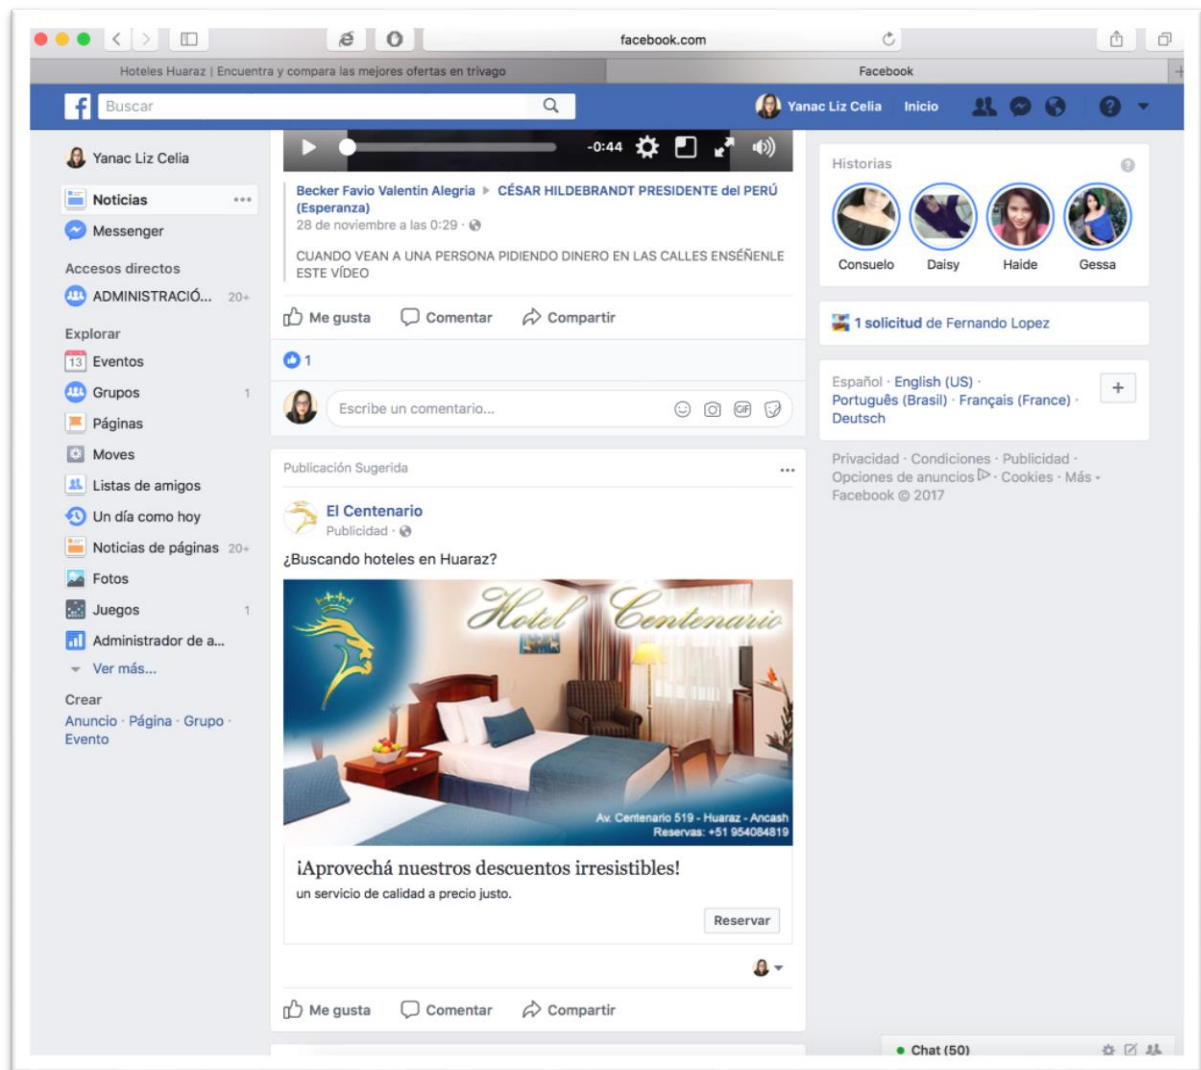 facebook.com
Hoteles Huaraz | Encuentra y compara las mejores ofertas en trivago
Facebook
Buscar
Yanac Liz Celia
Inicio
Yanac Liz Celia
Noticias
Messenger
Accesos directos
ADMINISTRACIÓ... 20+
Explorar
13 Eventos
Grupos 1
Páginas
Moves
Listas de amigos
Un día como hoy
Noticias de páginas 20+
Fotos
Juegos 1
Administrador de a...
Ver más...
Crear
Anuncio · Página · Grupo ·
Evento
-0:44
Becker Favio Valentin Alegria ▸ CÉSAR HILDEBRANDT PRESIDENTE del PERÚ
(Esperanza)
28 de noviembre a las 0:29 ·
CUANDO VEAN A UNA PERSONA PIDIENDO DINERO EN LAS CALLES ENSÉÑENLE
ESTE VÍDEO
Me gusta Comentar Compartir
1
Escribe un comentario...
GIF
Publicación Sugerida
El Centenario
Publicidad ·
¿Buscando hoteles en Huaraz?
Hotel Centenario
Av. Centenario 519 - Huaraz - Ancash
Reservas: +51 954084819
¡Aprovechá nuestros descuentos irresistibles!
un servicio de calidad a precio justo.
Reservar
Me gusta Comentar Compartir
Historias
Consuelo Daisy Haide Gessa
1 solicitud de Fernando Lopez
Español · English (US) ·
Português (Brasil) · Français (France) ·
Deutsch
Privacidad · Condiciones · Publicidad ·
Opciones de anuncios · Cookies · Más
Facebook © 2017
Chat (50)